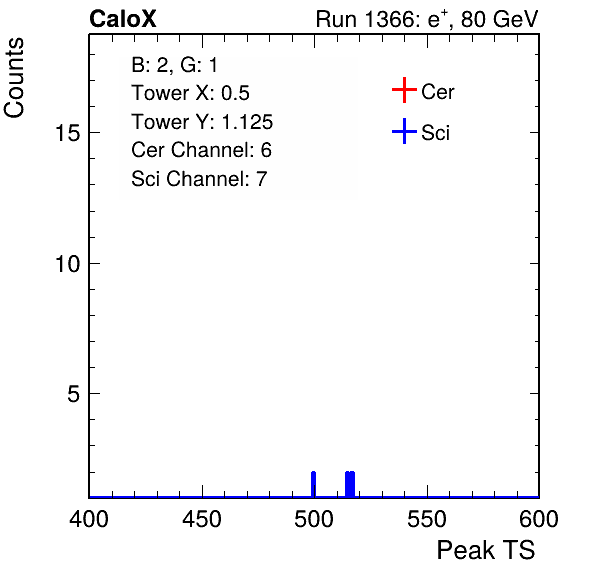 CaloX
Run 1366: e⁺, 80 GeV
Counts
B: 2, G: 1
Tower X: 0.5
Tower Y: 1.125
Cer Channel: 6
Sci Channel: 7
Cer
Sci
15
10
5
400 450 500 550 600
Peak TS